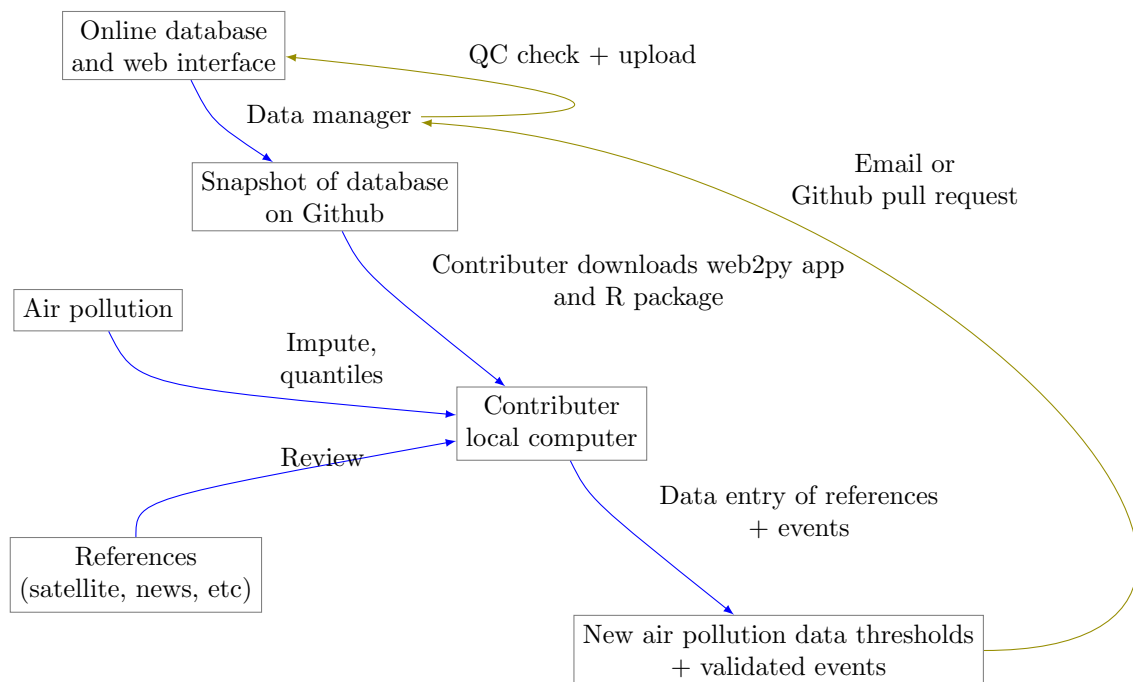 Online database
and web interface
QC check + upload
Data manager
Email or
Github pull request
Snapshot of database
on Github
Contributer downloads web2py app
and R package
Air pollution
Impute,
quantiles
Contributer
local computer
Review
Data entry of references
+ events
References
(satellite, news, etc)
New air pollution data thresholds
+ validated events